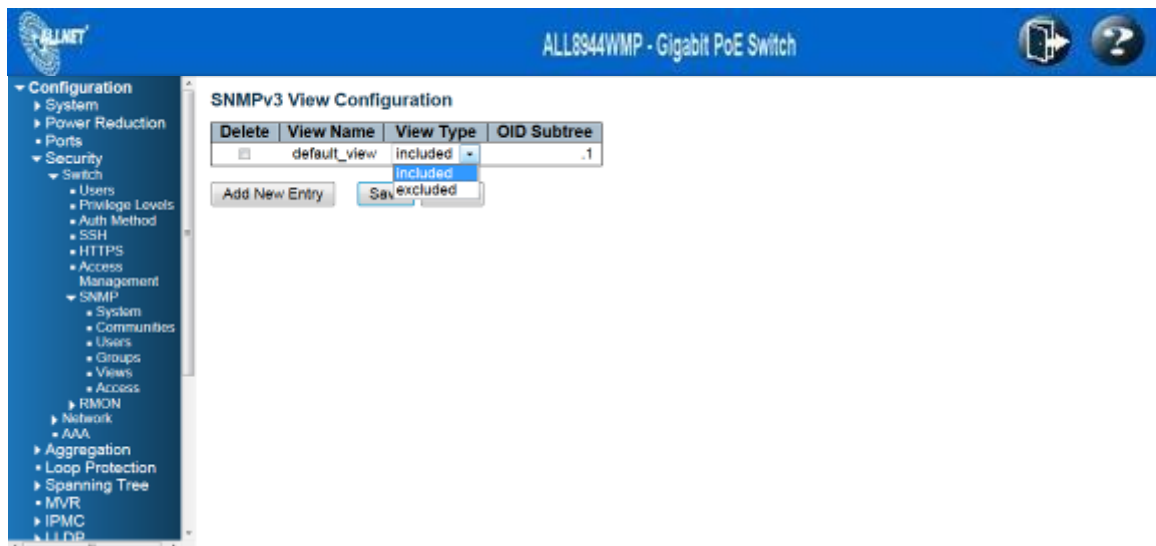 ALLNET
ALL8944WMP - Gigabit PoE Switch
?
Configuration
System
Power Reduction
Ports
Security
Switch
Users
Privilege Levels
Auth Method
SSH
HTTPS
Access
Management
SNMP
System
Communities
Users
Groups
Views
Access
RMON
Network
AAA
Aggregation
Loop Protection
Spanning Tree
MVR
IPMC
LLDP
SNMPv3 View Configuration
Delete View Name View Type OID Subtree
default_view included .1
included
excluded
Add New Entry Sav